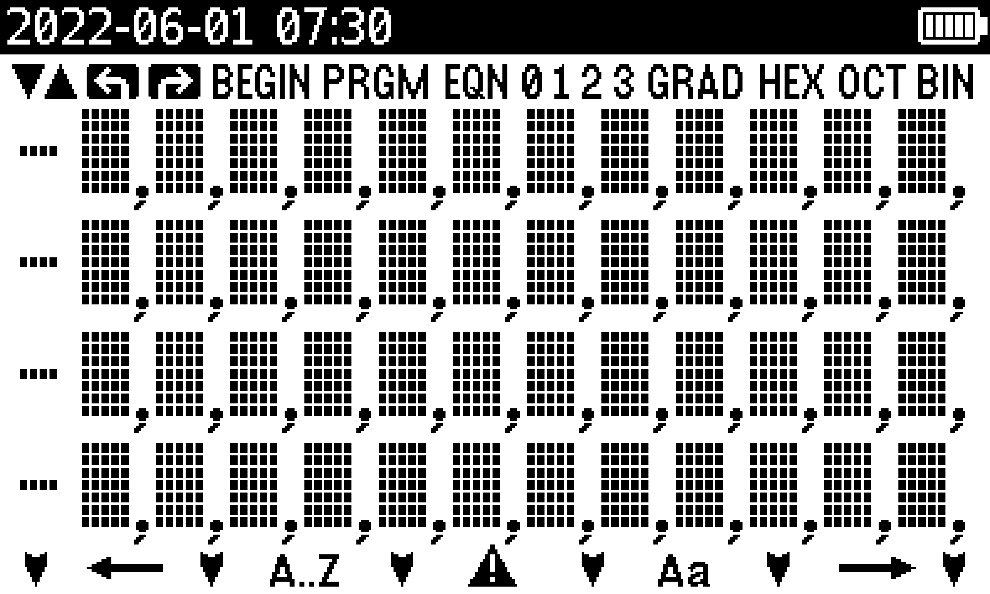 2022-06-01 07:30
▼▲ BEGIN PRGM EQN 0 1 2 3 GRAD HEX OCT BIN
A..Z Aa